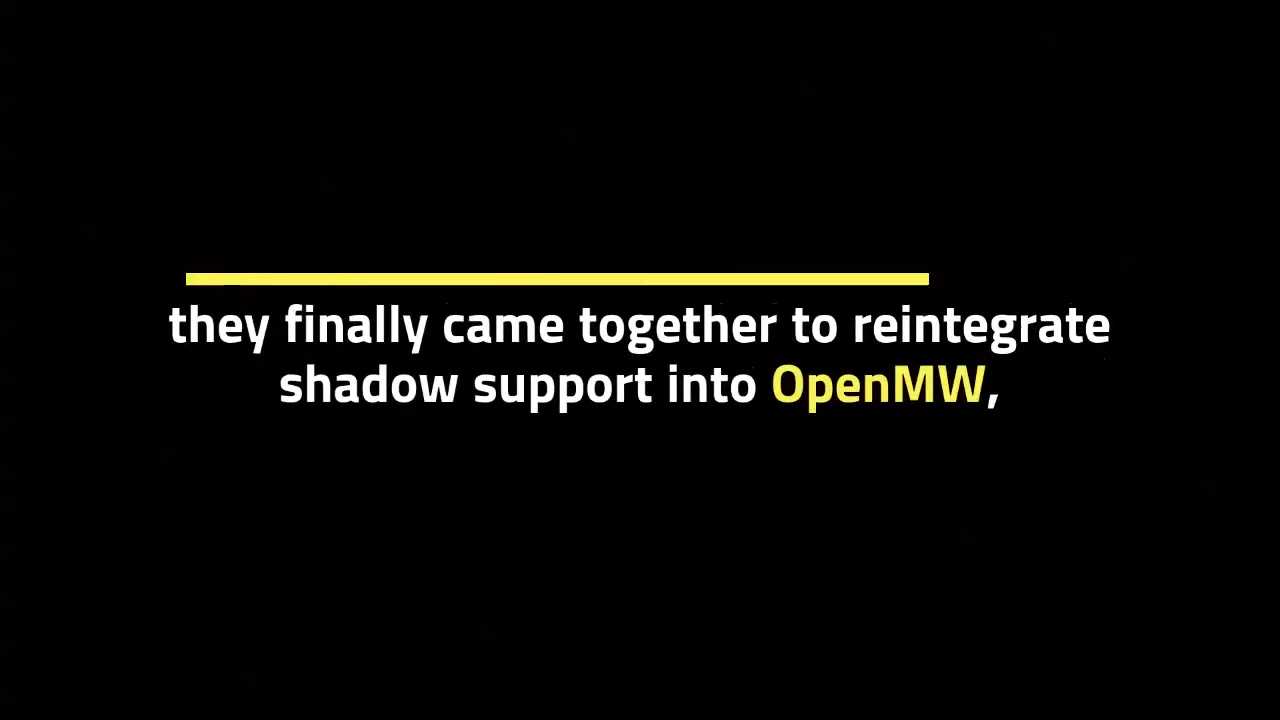 they finally came together to reintegrate
shadow support into OpenMW,